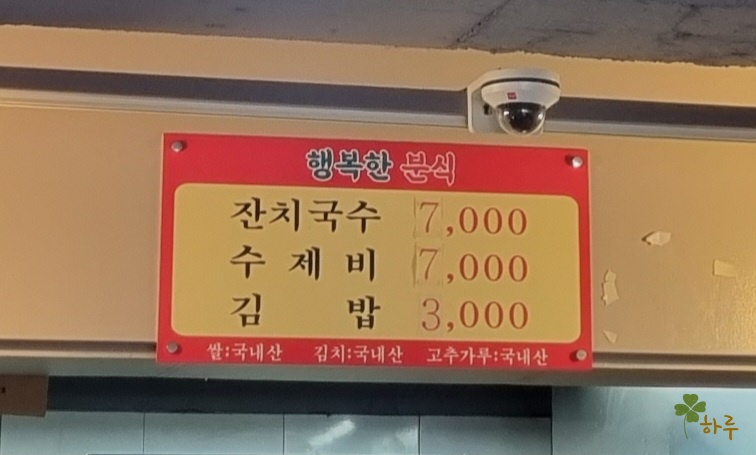 행복한 분식
잔치국수 7,000
수제비 7,000
김밥 3,000
쌀:국내산 김치:국내산 고추가루:국내산
하루